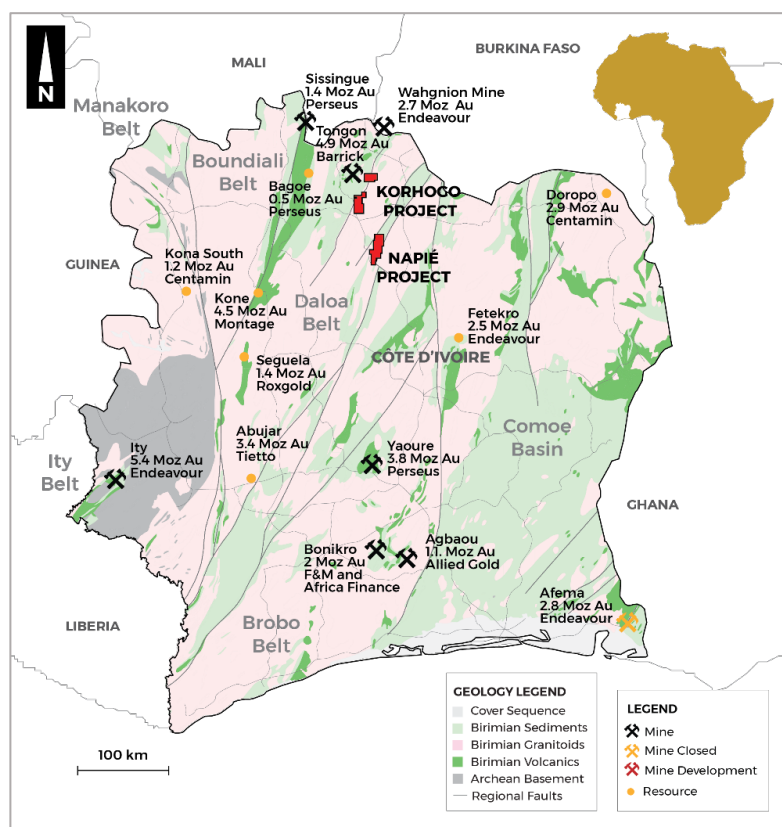 N
MALI
BURKINA FASO
Manakoro
Belt
Sissingue
1.4 Moz Au
Perseus
Wahgnion Mine
2.7 Moz Au
Endeavour
Tongon
4.9 Moz Au
Barrick
Boundiali
Belt
Bagoe
0.5 Moz Au
Perseus
KORHOGO
PROJECT
Doropo
2.9 Moz Au
Centamin
NAPIÉ
PROJECT
GUINEA
Kona South
1.2 Moz Au
Centamin
Kone
4.5 Moz Au
Montage
Daloa
Belt
Fetekro
2.5 Moz Au
Endeavour
CÔTE D'IVOIRE
Seguela
1.4 Moz Au
Roxgold
Comoe
Basin
Ity
Belt
Ity
5.4 Moz Au
Endeavour
Abujar
3.4 Moz Au
Tietto
Yaoure
3.8 Moz Au
Perseus
GHANA
Bonikro
2 Moz Au
F&M and
Africa Finance
Agbaou
1.1. Moz Au
Allied Gold
Afema
2.8 Moz Au
Endeavour
LIBERIA
Brobo
Belt
100 km
GEOLOGY LEGEND
Cover Sequence
Birimian Sediments
Birimian Granitoids
Birimian Volcanics
Archean Basement
Regional Faults
LEGEND
Mine
Mine Closed
Mine Development
Resource